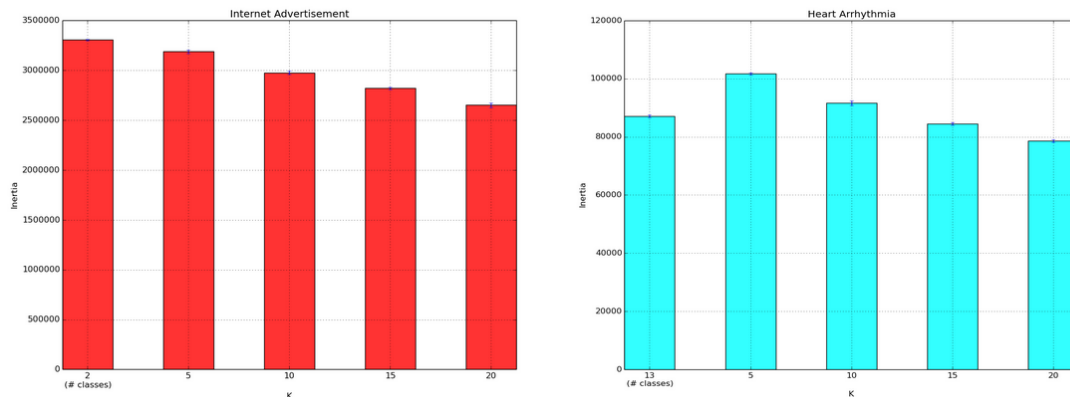 Internet Advertisement
3500000
3000000
2500000
2000000
1500000
1000000
500000
0
Inertia
2 5 10 15 20
(# classes)
K
Heart Arrhythmia
120000
100000
80000
60000
40000
20000
0
Inertia
13 5 10 15 20
(# classes)
K